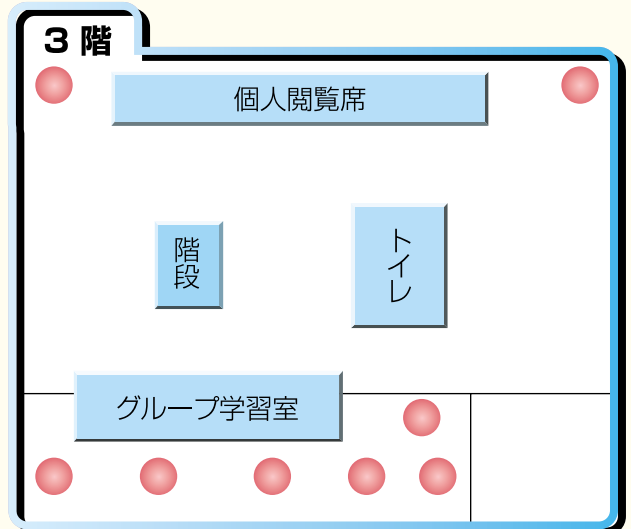 3 階
個人閲覧席
階段
トイレ
グループ学習室